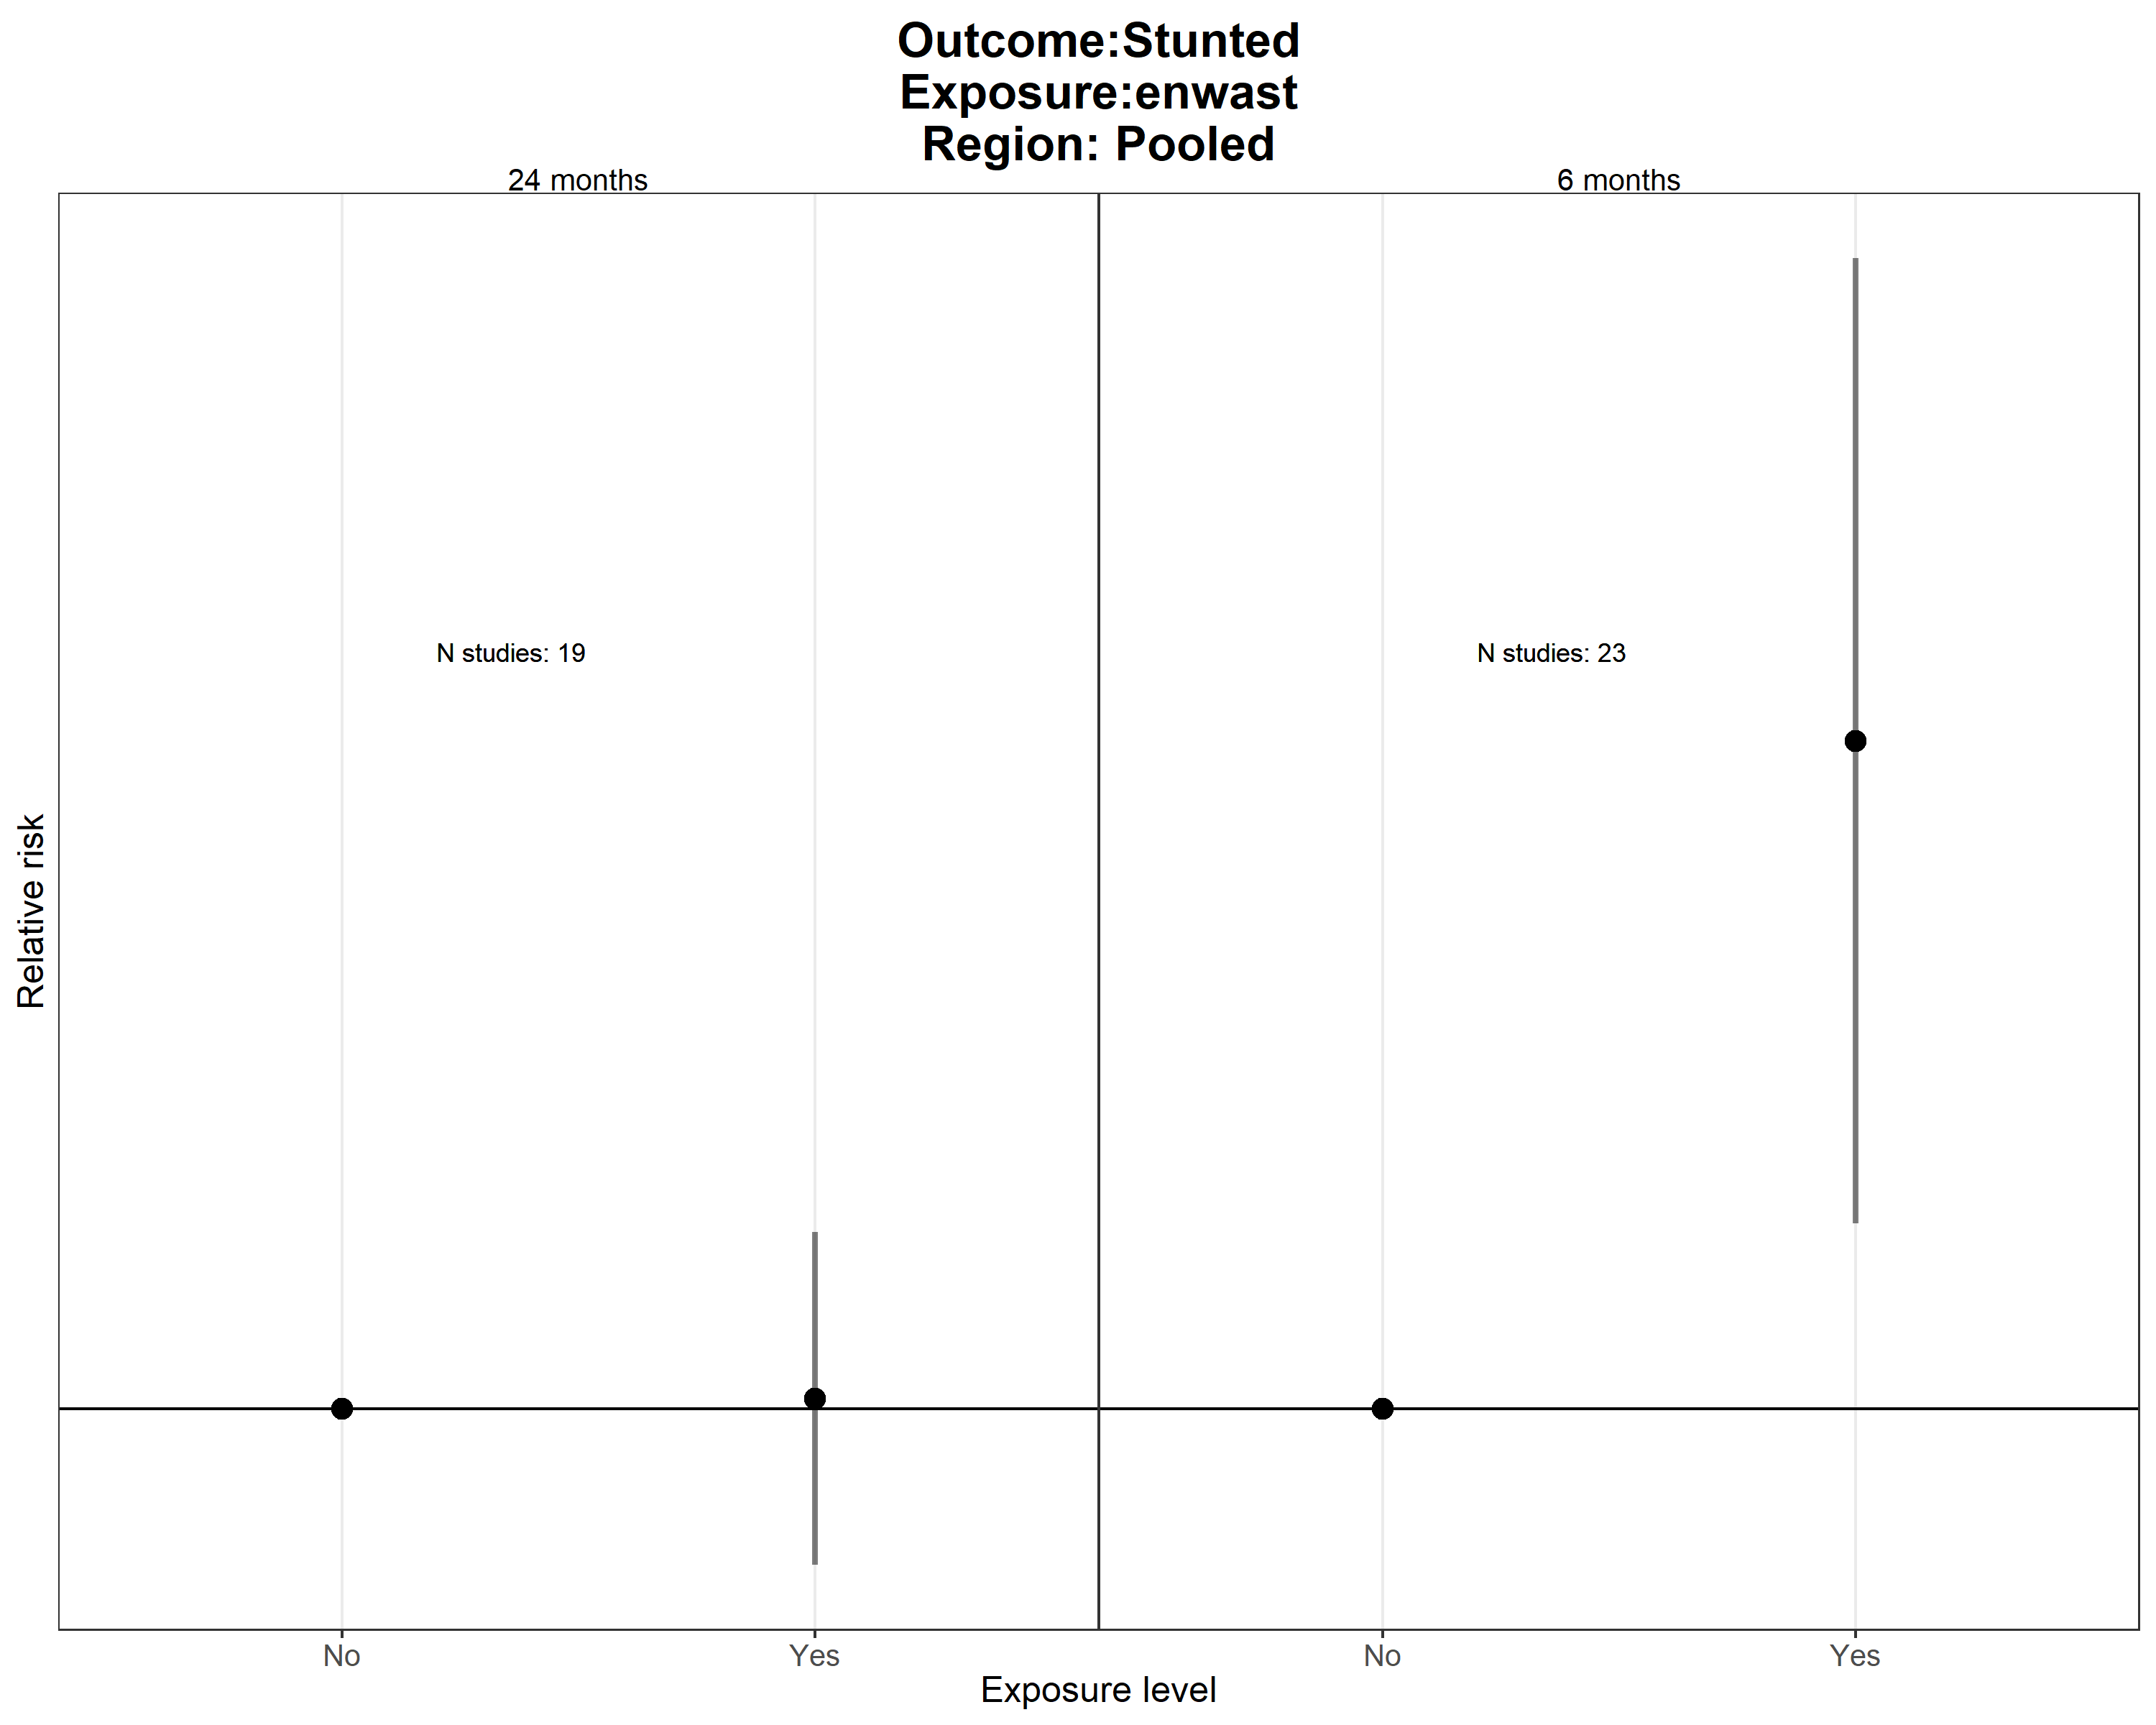 Outcome:Stunted
Exposure:enwast
Region: Pooled
24 months
6 months
N studies: 19
N studies: 23
Relative risk
No
Yes
No
Yes
Exposure level